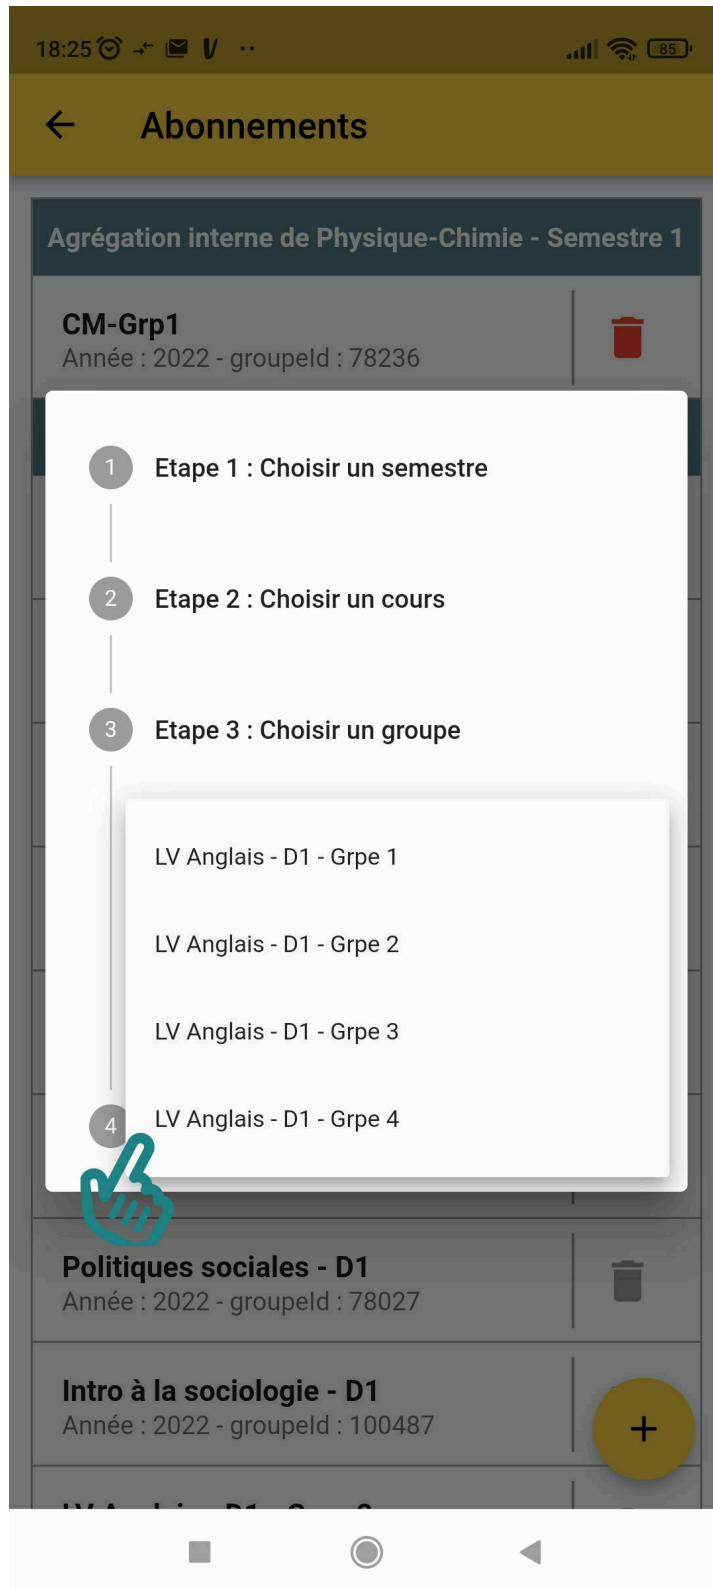 18:25
85
Abonnements
Agrégation interne de Physique-Chimie - Semestre 1
CM-Grp1
Année : 2022 - groupeId : 78236
1 Etape 1 : Choisir un semestre
2 Etape 2 : Choisir un cours
3 Etape 3 : Choisir un groupe
LV Anglais - D1 - Grpe 1
LV Anglais - D1 - Grpe 2
LV Anglais - D1 - Grpe 3
4 LV Anglais - D1 - Grpe 4
Politiques sociales - D1
Année : 2022 - groupeId : 78027
Intro à la sociologie - D1
Année : 2022 - groupeId : 100487
+